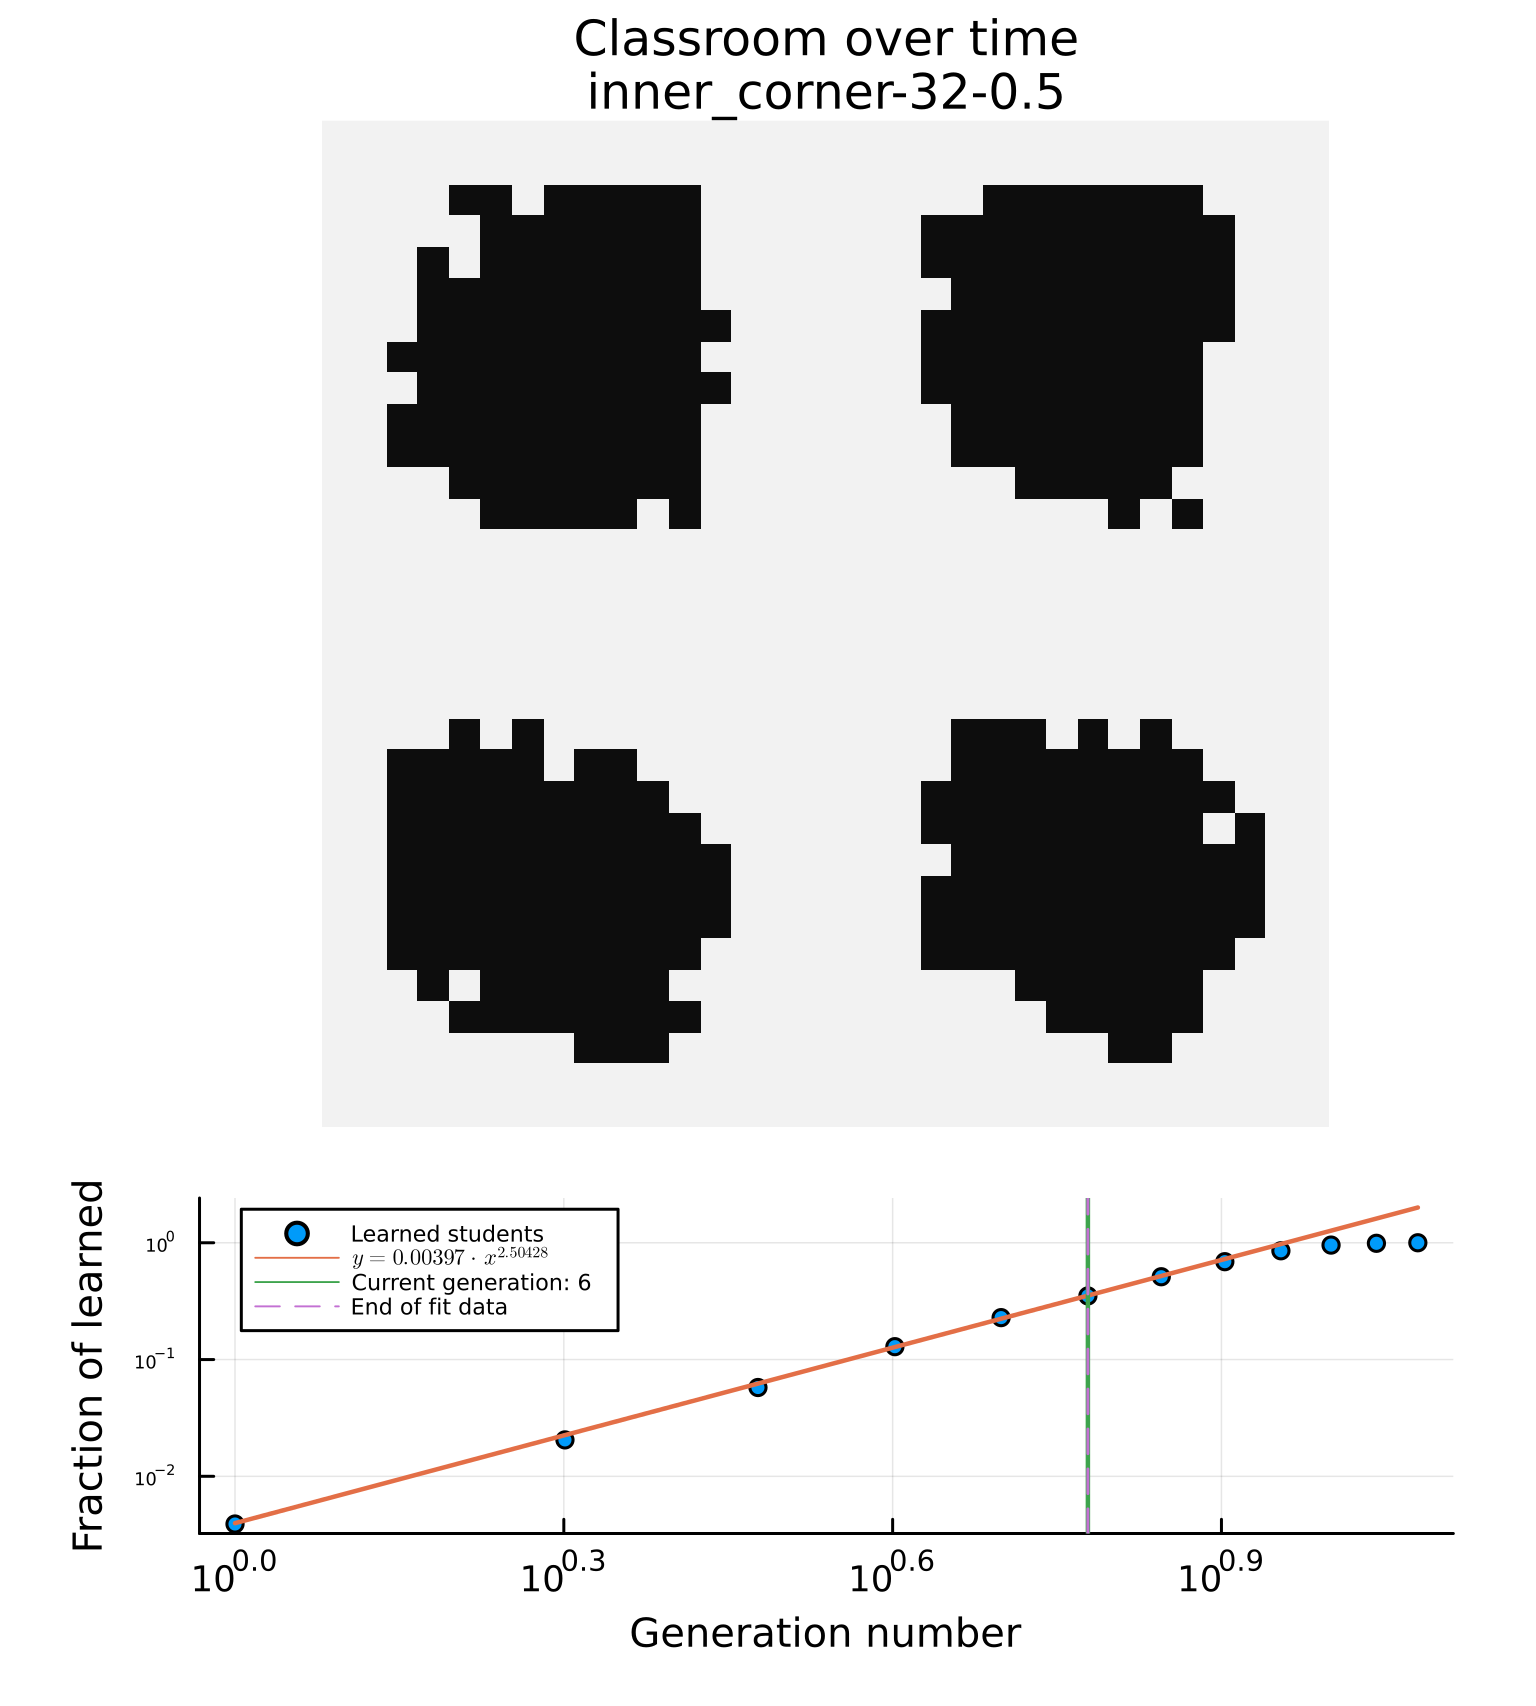 Classroom over time
inner_corner-32-0.5
Fraction of learned
10⁰
10⁻¹
10⁻²
Learned students
y = 0.00397 · x^2.50428
Current generation: 6
End of fit data
10^0.0
10^0.3
10^0.6
10^0.9
Generation number